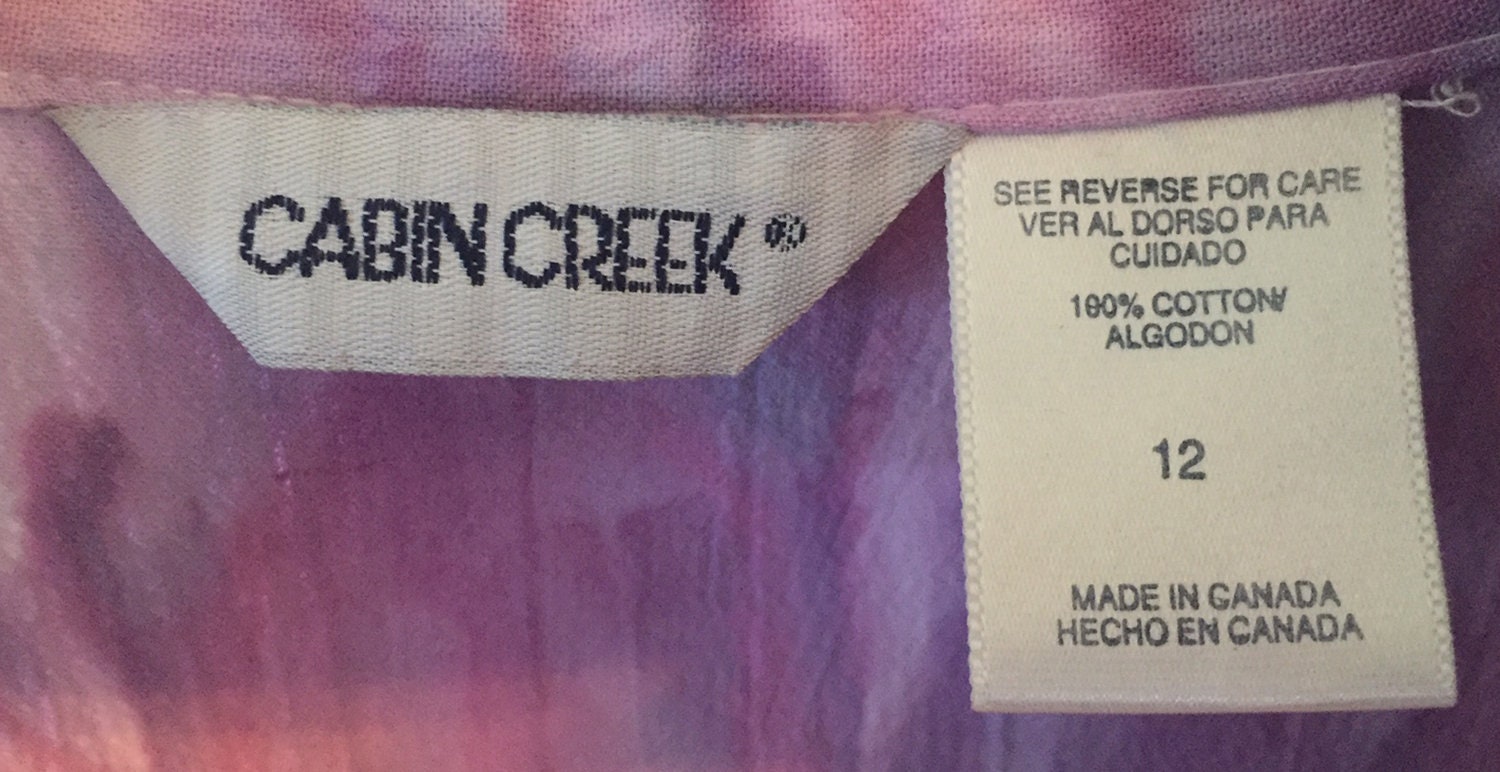 CABIN CREEK®
SEE REVERSE FOR CARE
VER AL DORSO PARA
CUIDADO
100% COTTON/
ALGODON
12
MADE IN CANADA
HECHO EN CANADA